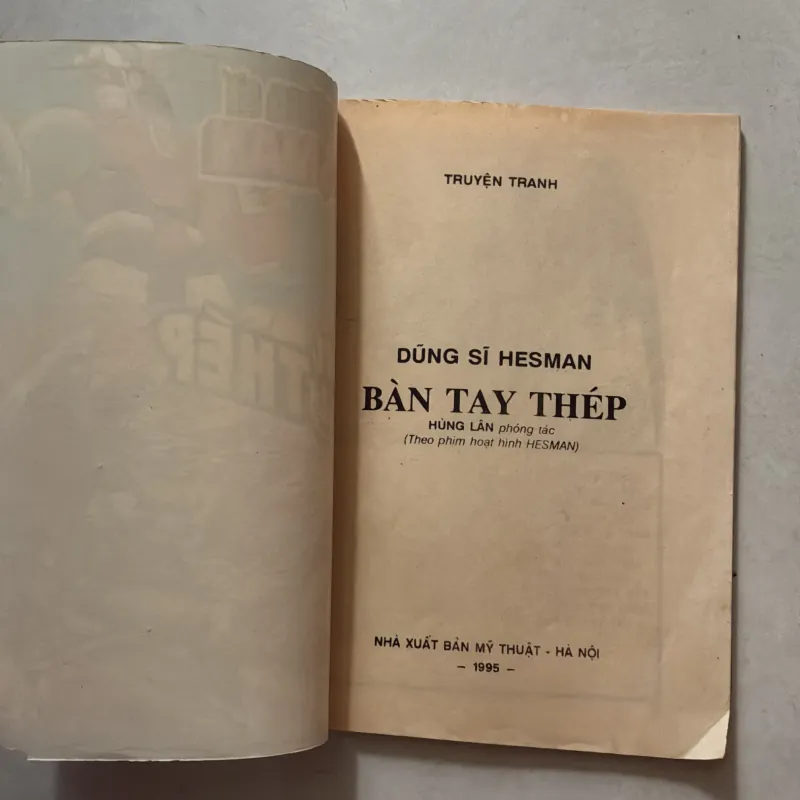 TRUYỆN TRANH
DŨNG SĨ HESMAN
BÀN TAY THÉP
HÙNG LÂN phóng tác
(Theo phim hoạt hình HESMAN)
NHÀ XUẤT BẢN MỸ THUẬT - HÀ NỘI
– 1995 –